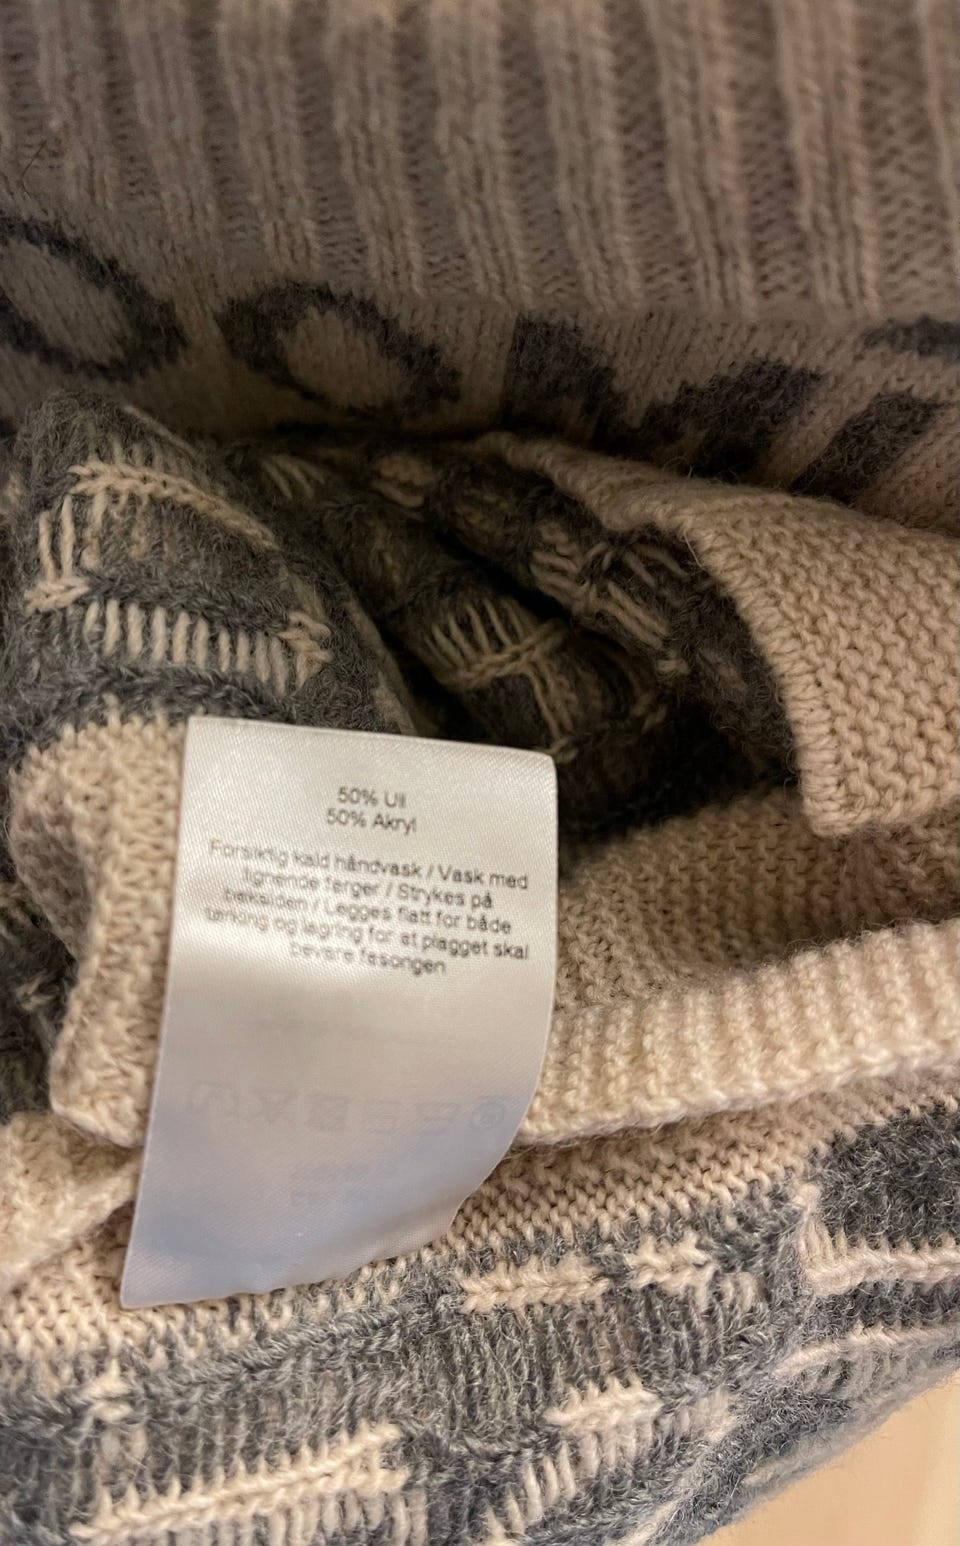 50% Ull
50% Akryl
Forsiktig kald håndvask / Vask med
lignende farger / Strykes på
baksiden / Legges flatt for både
tørking og lagring for at plagget skal
bevare fasongen